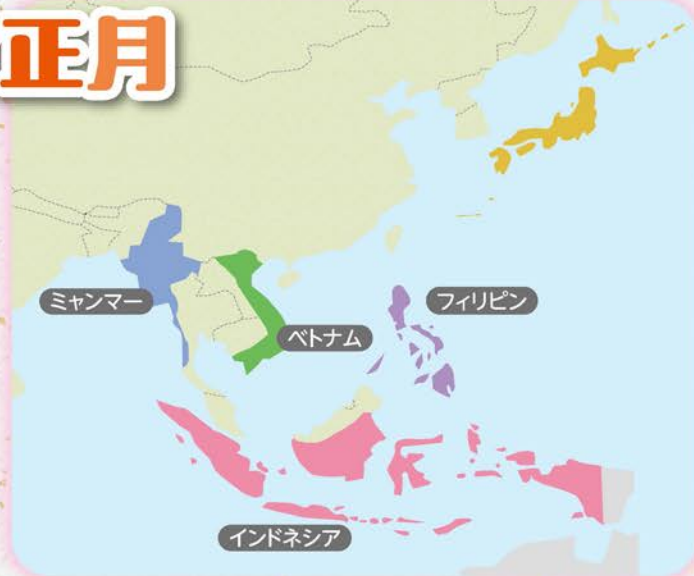 正月
ミャンマー
フィリピン
ベトナム
インドネシア